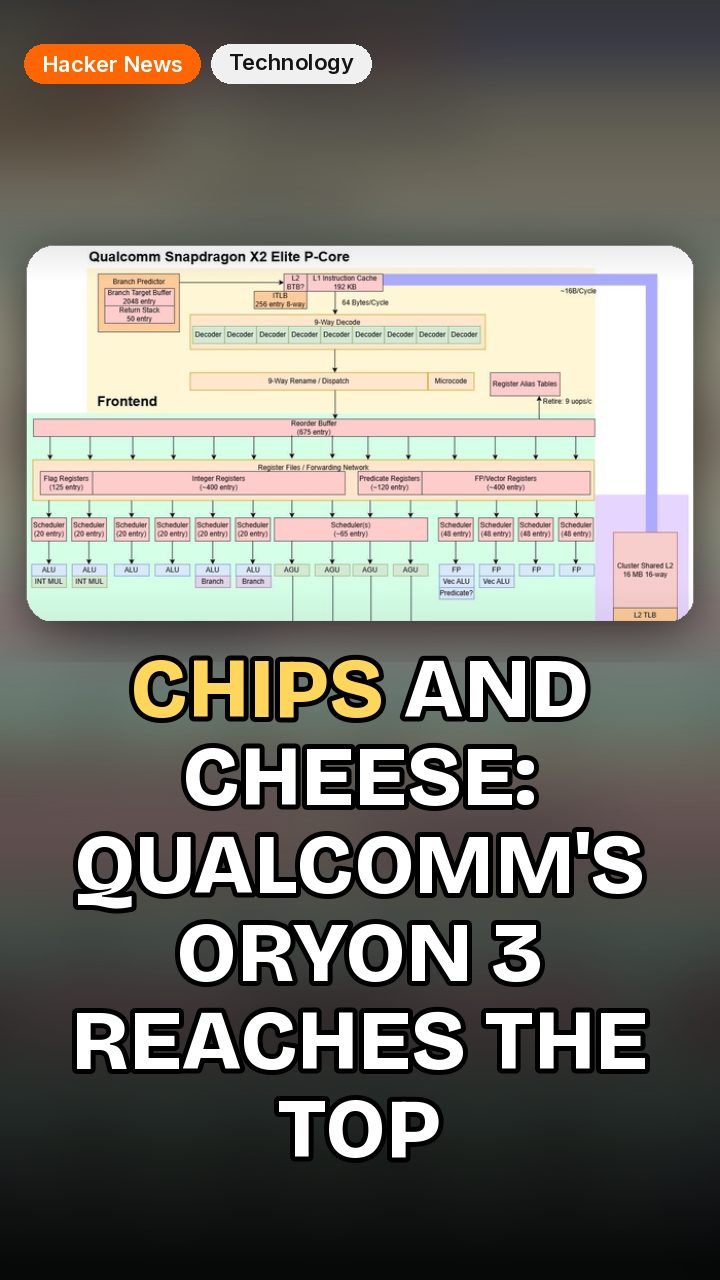 Hacker News
Technology
Qualcomm Snapdragon X2 Elite P-Core
Branch Predictor
Branch Target Buffer
2048 entry
Return Stack
50 entry
L2
BTB?
L1 Instruction Cache
192 KB
ITLB
256 entry 8-way
64 Bytes/Cycle
~16B/Cycle
9-Way Decode
Decoder Decoder Decoder Decoder Decoder Decoder Decoder Decoder Decoder
9-Way Rename / Dispatch
Microcode
Register Alias Tables
Frontend
Retire: 9 uops/c
Reorder Buffer
(675 entry)
Register Files / Forwarding Network
Flag Registers
(125 entry)
Integer Registers
(~400 entry)
Predicate Registers
(~120 entry)
FP/Vector Registers
(~400 entry)
Scheduler
(20 entry)
Scheduler
(20 entry)
Scheduler
(20 entry)
Scheduler
(20 entry)
Scheduler
(20 entry)
Scheduler
(20 entry)
Scheduler(s)
(~65 entry)
Scheduler
(48 entry)
Scheduler
(48 entry)
Scheduler
(48 entry)
Scheduler
(48 entry)
ALU ALU ALU ALU ALU ALU AGU AGU AGU AGU FP FP FP FP
INT MUL INT MUL Branch Branch Vec ALU Vec ALU
Predicate?
Cluster Shared L2
16 MB 16-way
L2 TLB
CHIPS AND
CHEESE:
QUALCOMM'S
ORYON 3
REACHES THE
TOP